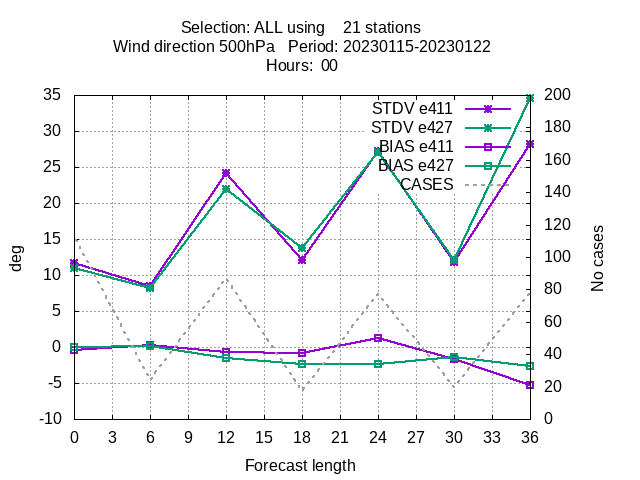 Selection: ALL using    21 stations
Wind direction 500hPa   Period: 20230115-20230122
Hours:  00
STDV e411
STDV e427
BIAS e411
BIAS e427
CASES
35
30
25
20
15
10
5
0
-5
-10
deg
200
180
160
140
120
100
80
60
40
20
0
No cases
0 3 6 9 12 15 18 21 24 27 30 33 36
Forecast length